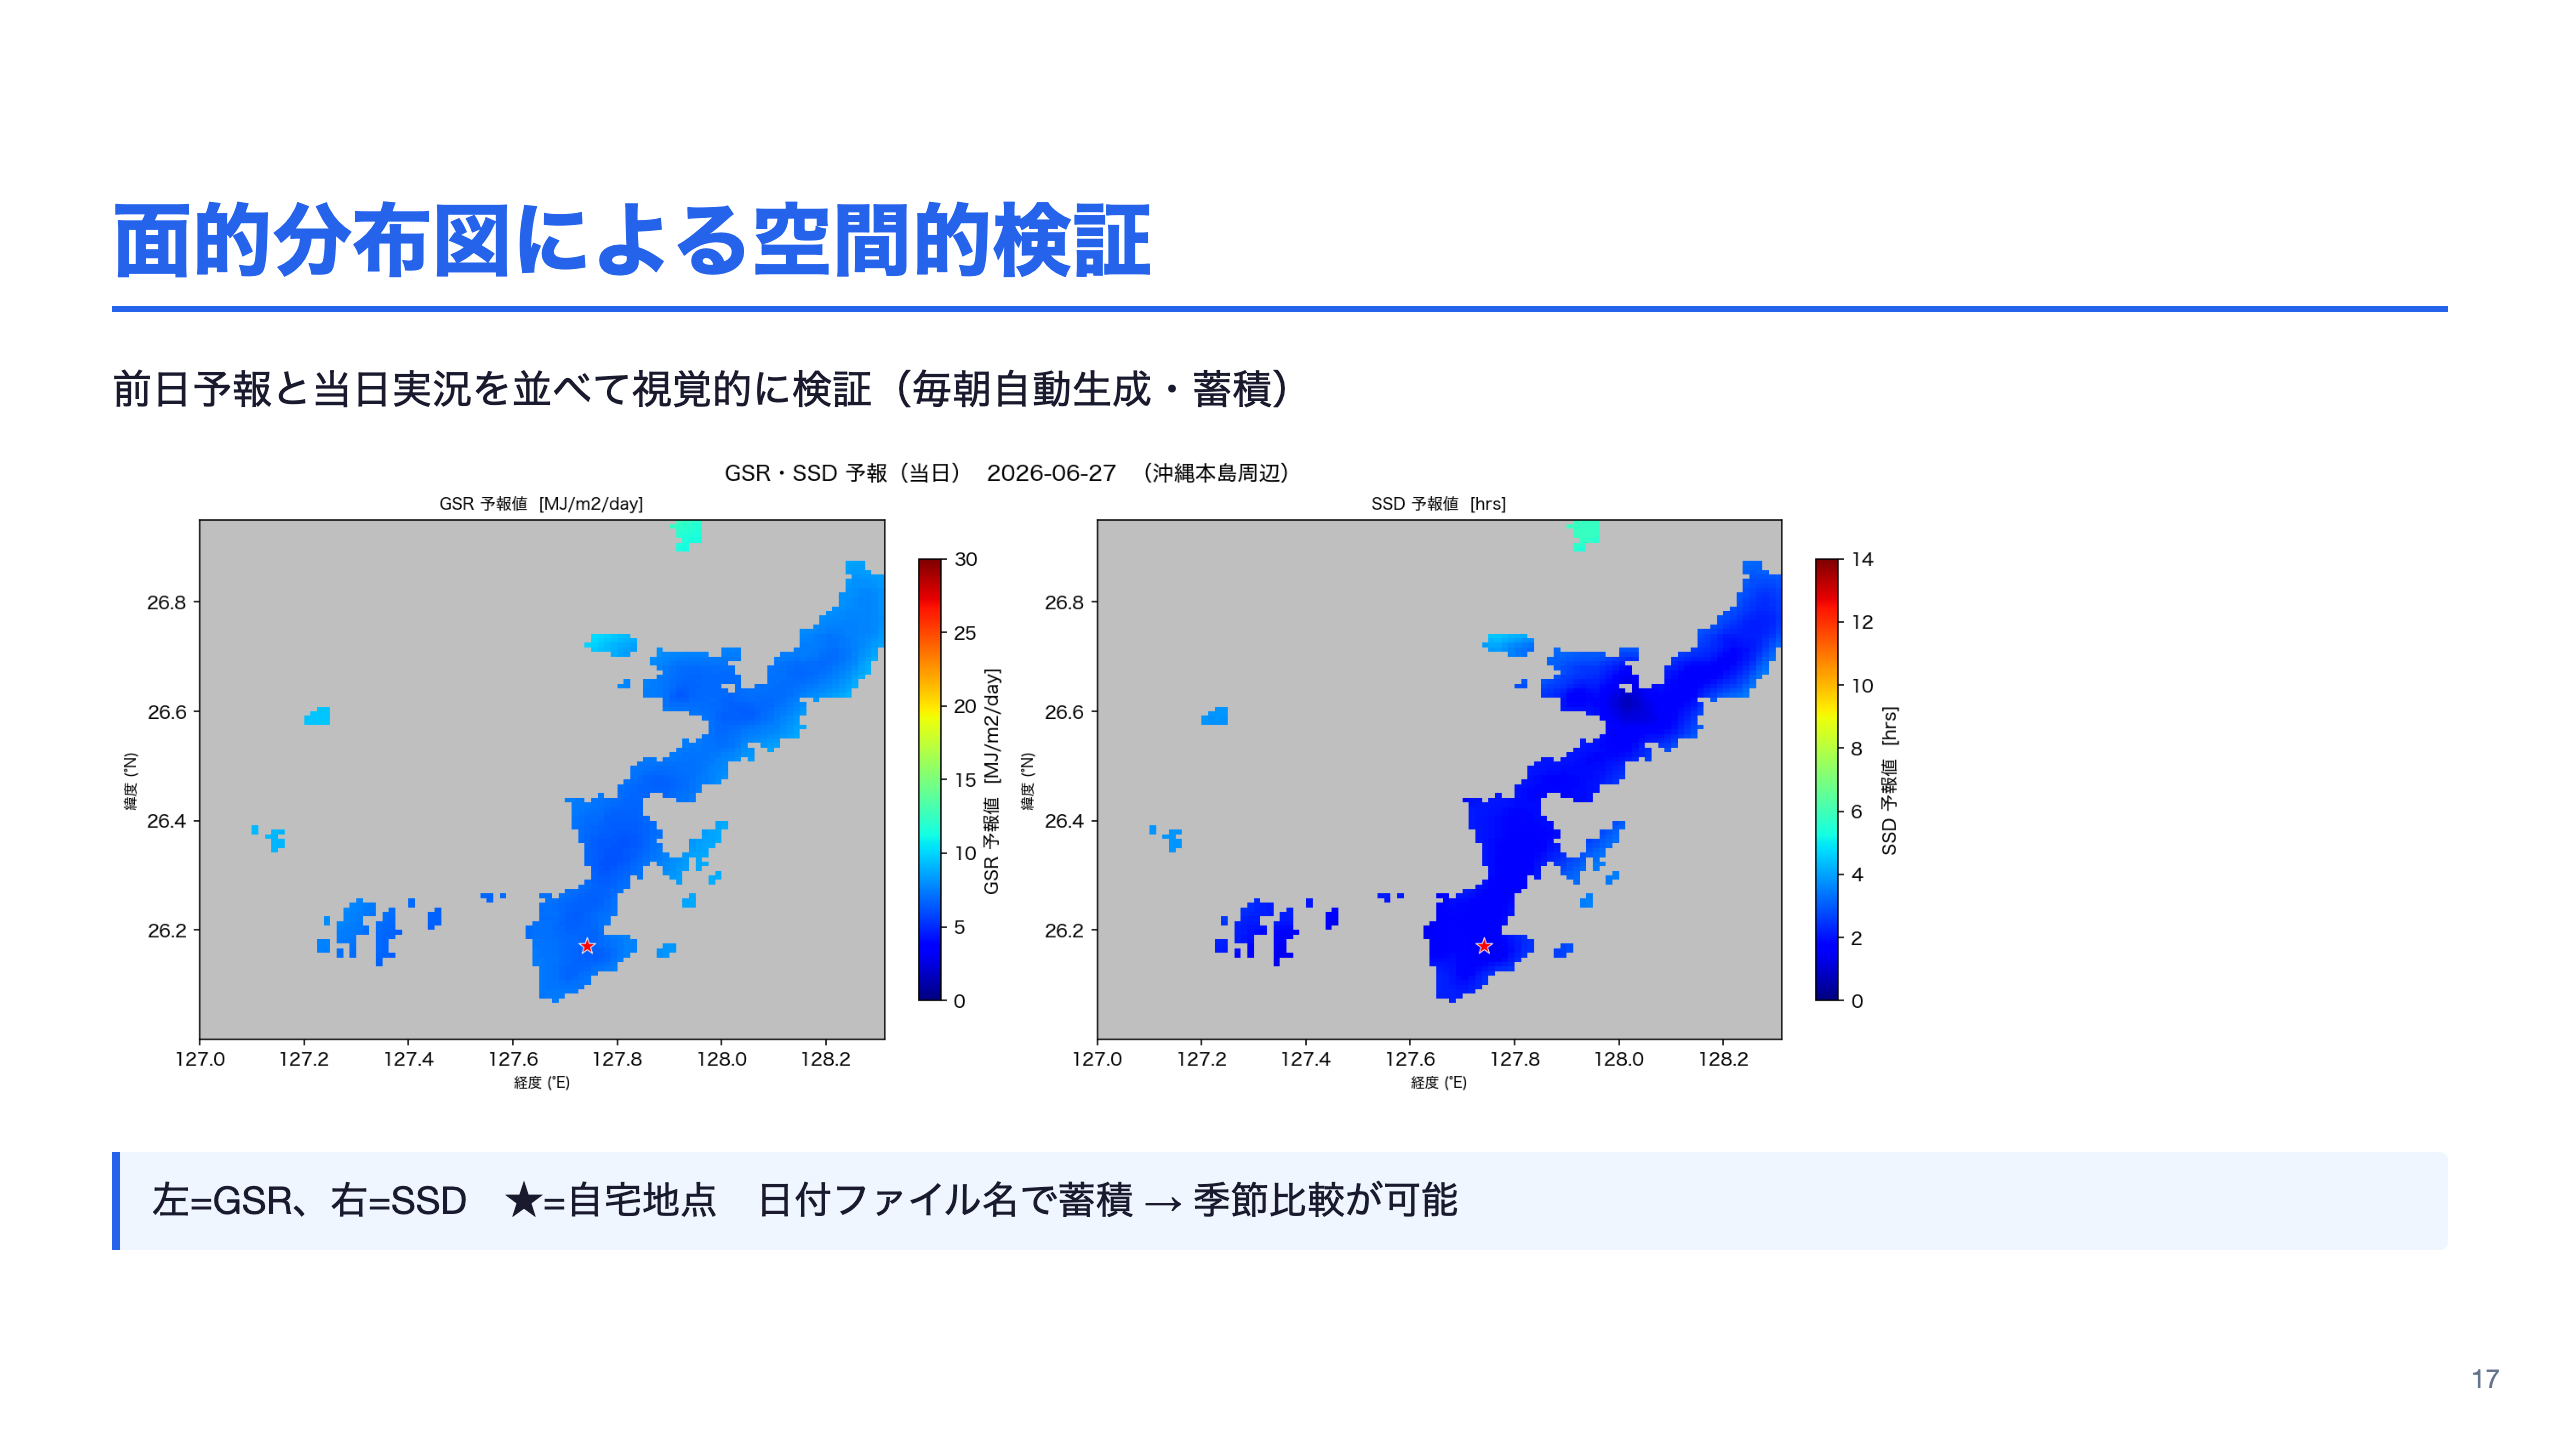 面的分布図による空間的検証
前日予報と当日実況を並べて視覚的に検証（毎朝自動生成・蓄積）
GSR・SSD 予報（当日） 2026-06-27 （沖縄本島周辺）
GSR 予報値 [MJ/m2/day]
26.8
26.6
26.4
26.2
緯度 (°N)
127.0 127.2 127.4 127.6 127.8 128.0 128.2
経度 (°E)
30
25
20
15
10
5
0
GSR 予報値 [MJ/m2/day]
SSD 予報値 [hrs]
26.8
26.6
26.4
26.2
緯度 (°N)
127.0 127.2 127.4 127.6 127.8 128.0 128.2
経度 (°E)
14
12
10
8
6
4
2
0
SSD 予報値 [hrs]
左=GSR、右=SSD ★=自宅地点 日付ファイル名で蓄積 → 季節比較が可能
17